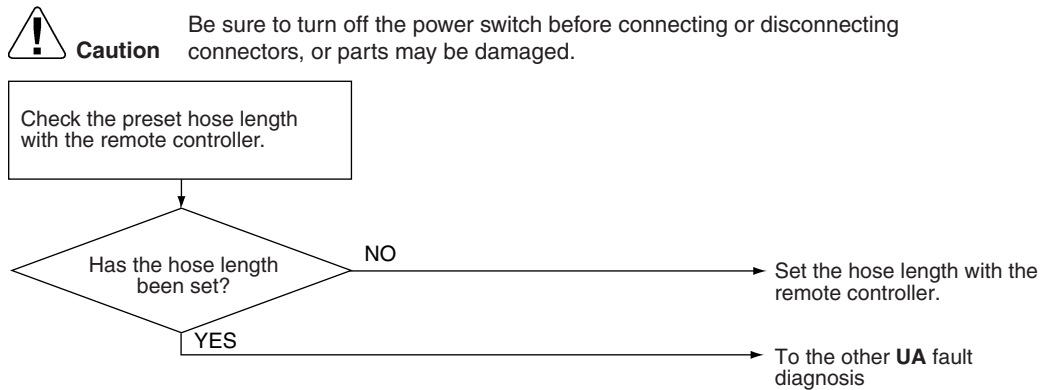 Be sure to turn off the power switch before connecting or disconnecting
Caution connectors, or parts may be damaged.
Check the preset hose length
with the remote controller.
Has the hose length
been set?
NO
Set the hose length with the
remote controller.
YES
To the other UA fault
diagnosis